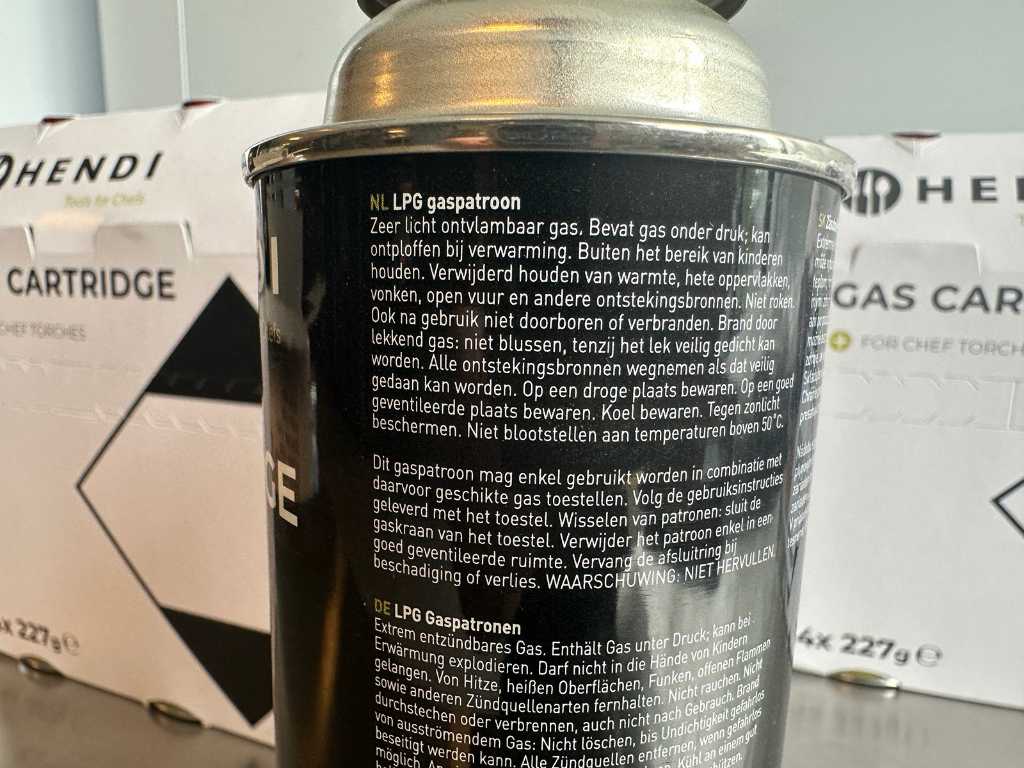 HENDI
Tools for Chefs
CARTRIDGE
CHEF TORCHES
4x 227g℮
NL LPG gaspatroon
Zeer licht ontvlambaar gas. Bevat gas onder druk; kan
ontploffen bij verwarming. Buiten het bereik van kinderen
houden. Verwijderd houden van warmte, hete oppervlakken,
vonken, open vuur en andere ontstekingsbronnen. Niet roken.
Ook na gebruik niet doorboren of verbranden. Brand door
lekkend gas: niet blussen, tenzij het lek veilig gedicht kan
worden. Alle ontstekingsbronnen wegnemen als dat veilig
gedaan kan worden. Op een droge plaats bewaren. Op een goed
geventileerde plaats bewaren. Koel bewaren. Tegen zonlicht
beschermen. Niet blootstellen aan temperaturen boven 50°C.
Dit gaspatroon mag enkel gebruikt worden in combinatie met
daarvoor geschikte gas toestellen. Volg de gebruiksinstructies
geleverd met het toestel. Wisselen van patronen: sluit de
gaskraan van het toestel. Verwijder het patroon enkel in een
goed geventileerde ruimte. Vervang de afsluitring bij
beschadiging of verlies. WAARSCHUWING: NIET HERVULLEN.
DE LPG Gaspatronen
Extrem entzündbares Gas. Enthält Gas unter Druck; kann bei
Erwärmung explodieren. Darf nicht in die Hände von Kindern
gelangen. Von Hitze, heißen Oberflächen, Funken, offenen Flammen
sowie anderen Zündquellenarten fernhalten. Nicht rauchen. Nicht
durchstechen oder verbrennen, auch nicht nach Gebrauch. Brand
von ausströmendem Gas: Nicht löschen, bis Undichtigkeit gefahrlos
beseitigt werden kann. Alle Zündquellen entfernen, wenn gefahrlos
möglich. Kühl an einem gut
SK
HE
GAS CAR
FOR CHEF TORCH
4x 227g℮